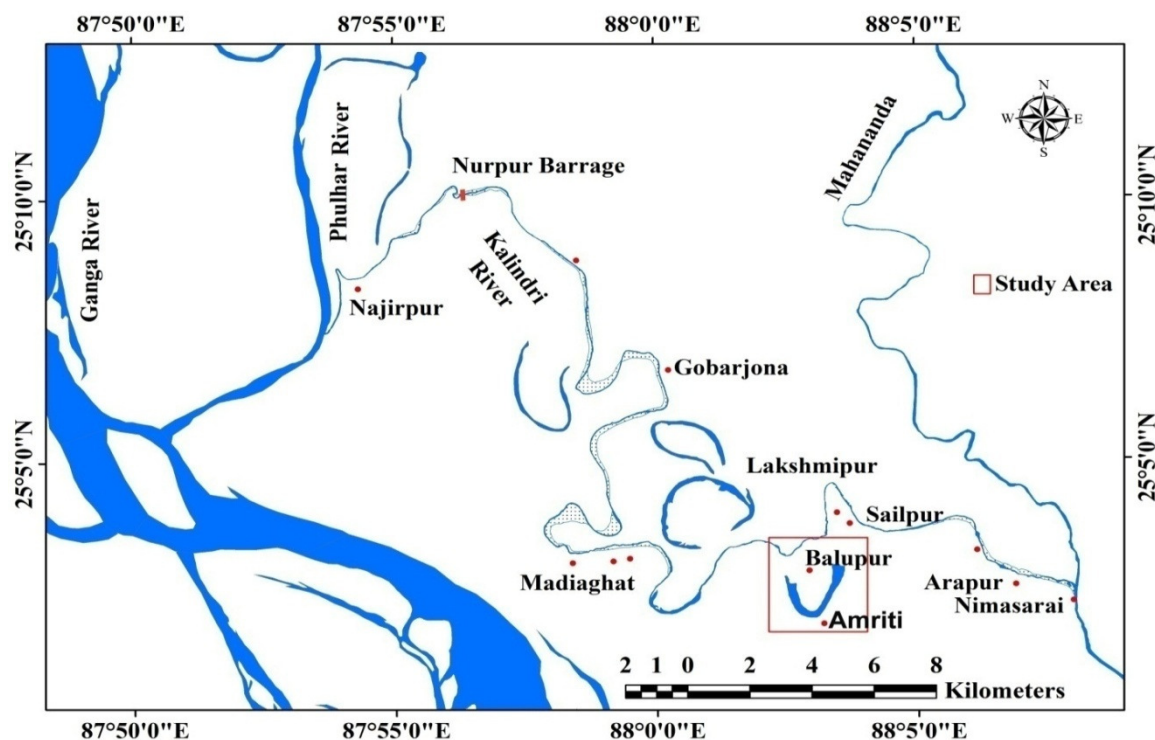 87°50'0"E 87°55'0"E 88°0'0"E 88°5'0"E
N
W E
S
Mahananda
Phulhar River
Nurpur Barrage
25°10'0"N
25°10'0"N
Ganga River
Kalindri
River
Study Area
Najirpur
Gobarjona
25°5'0"N
25°5'0"N
Lakshmipur
Sailpur
Balupur
Madiaghat
Arapur
Nimasarai
Amriti
2 1 0 2 4 6 8
Kilometers
87°50'0"E 87°55'0"E 88°0'0"E 88°5'0"E